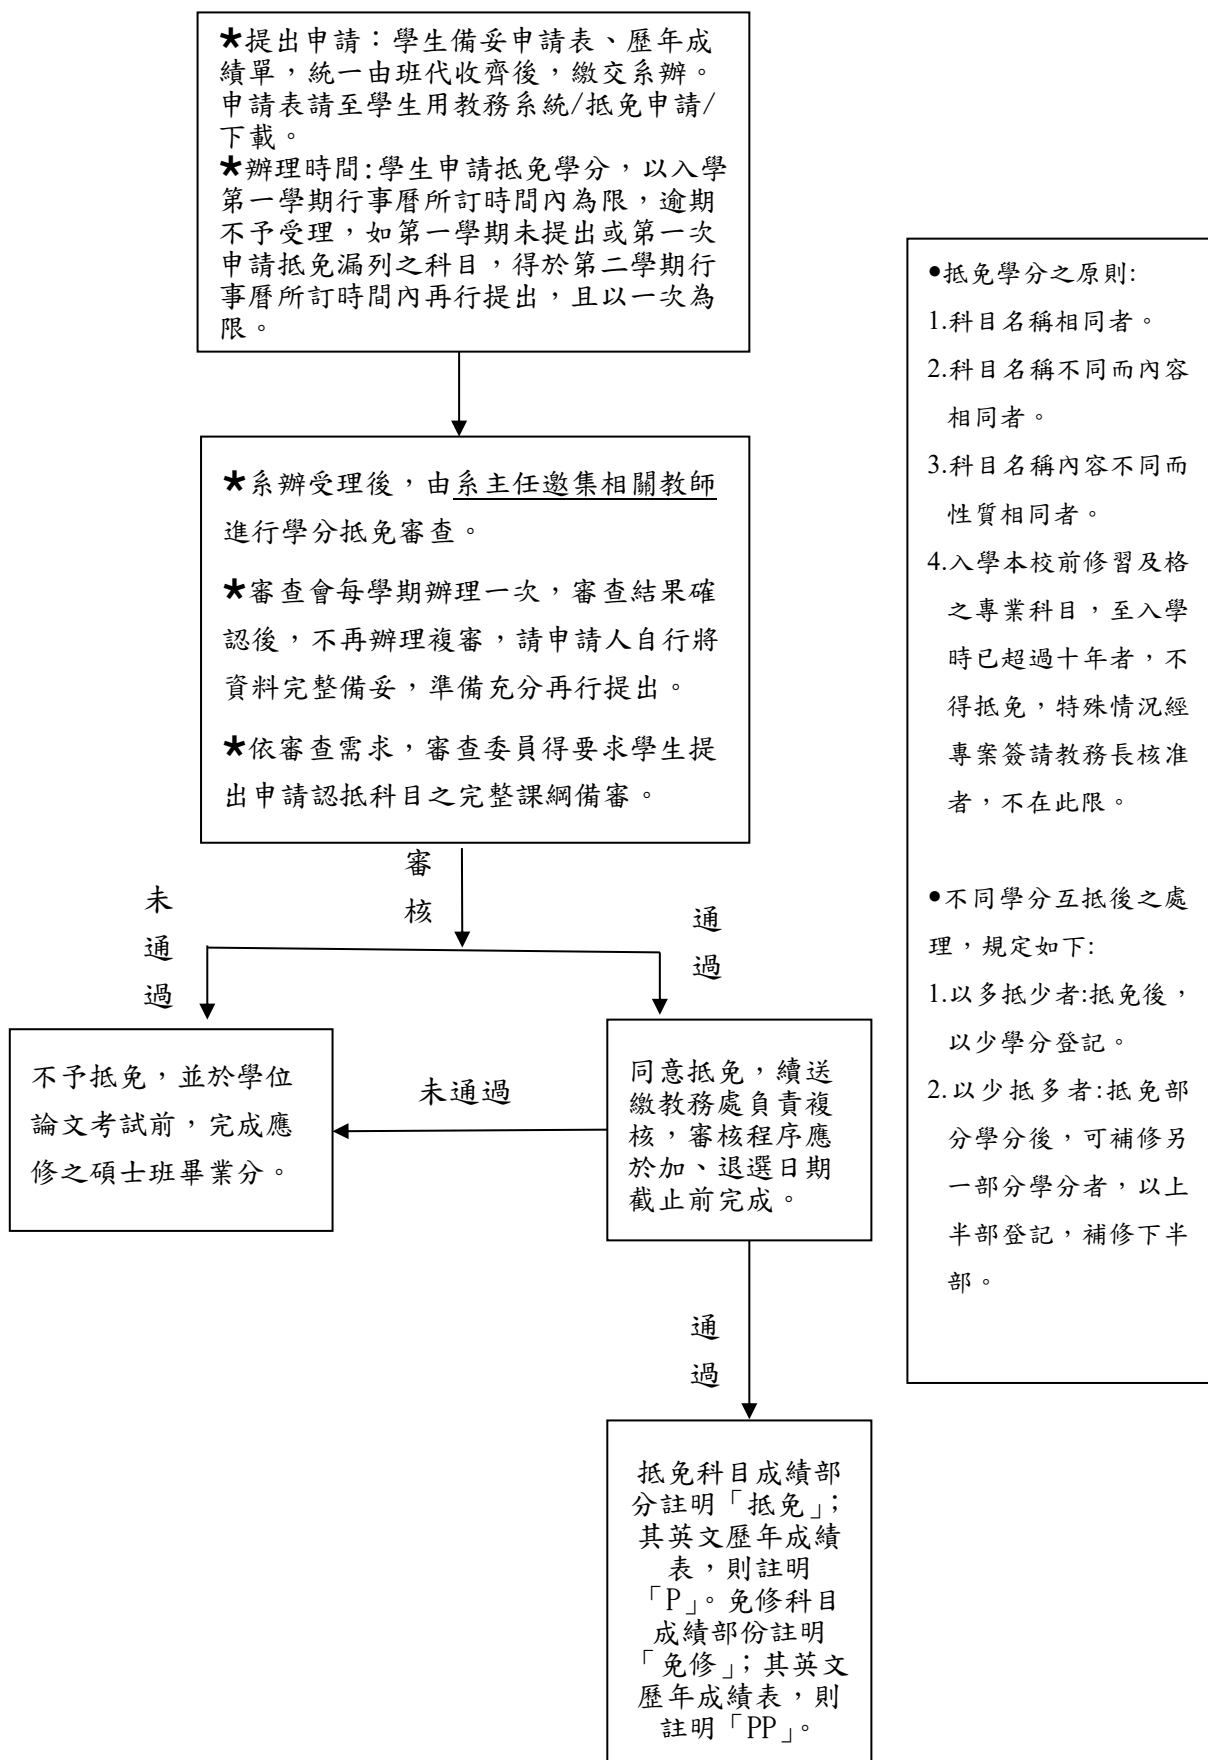 ★提出申請：學生備妥申請表、歷年成
績單，統一由班代收齊後，繳交系辦。
申請表請至學生用教務系統/抵免申請/
下載。
★辦理時間:學生申請抵免學分，以入學
第一學期行事曆所訂時間內為限，逾期
不予受理，如第一學期未提出或第一次
申請抵免漏列之科目，得於第二學期行
事曆所訂時間內再行提出，且以一次為
限。
★系辦受理後，由系主任邀集相關教師
進行學分抵免審查。
★審查會每學期辦理一次，審查結果確
認後，不再辦理複審，請申請人自行將
資料完整備妥，準備充分再行提出。
★依審查需求，審查委員得要求學生提
出申請認抵科目之完整課綱備審。
審核
未通過
通過
不予抵免，並於學位
論文考試前，完成應
修之碩士班畢業分。
未通過
同意抵免，續送
繳教務處負責複
核，審核程序應
於加、退選日期
截止前完成。
通過
抵免科目成績部
分註明「抵免」；
其英文歷年成績
表，則註明
「P」。免修科目
成績部份註明
「免修」；其英文
歷年成績表，則
註明「PP」。
●抵免學分之原則:
1.科目名稱相同者。
2.科目名稱不同而內容
相同者。
3.科目名稱內容不同而
性質相同者。
4.入學本校前修習及格
之專業科目，至入學
時已超過十年者，不
得抵免，特殊情況經
專案簽請教務長核准
者，不在此限。
●不同學分互抵後之處
理，規定如下:
1.以多抵少者:抵免後，
以少學分登記。
2.以少抵多者:抵免部
分學分後，可補修另
一部分學分者，以上
半部登記，補修下半
部。